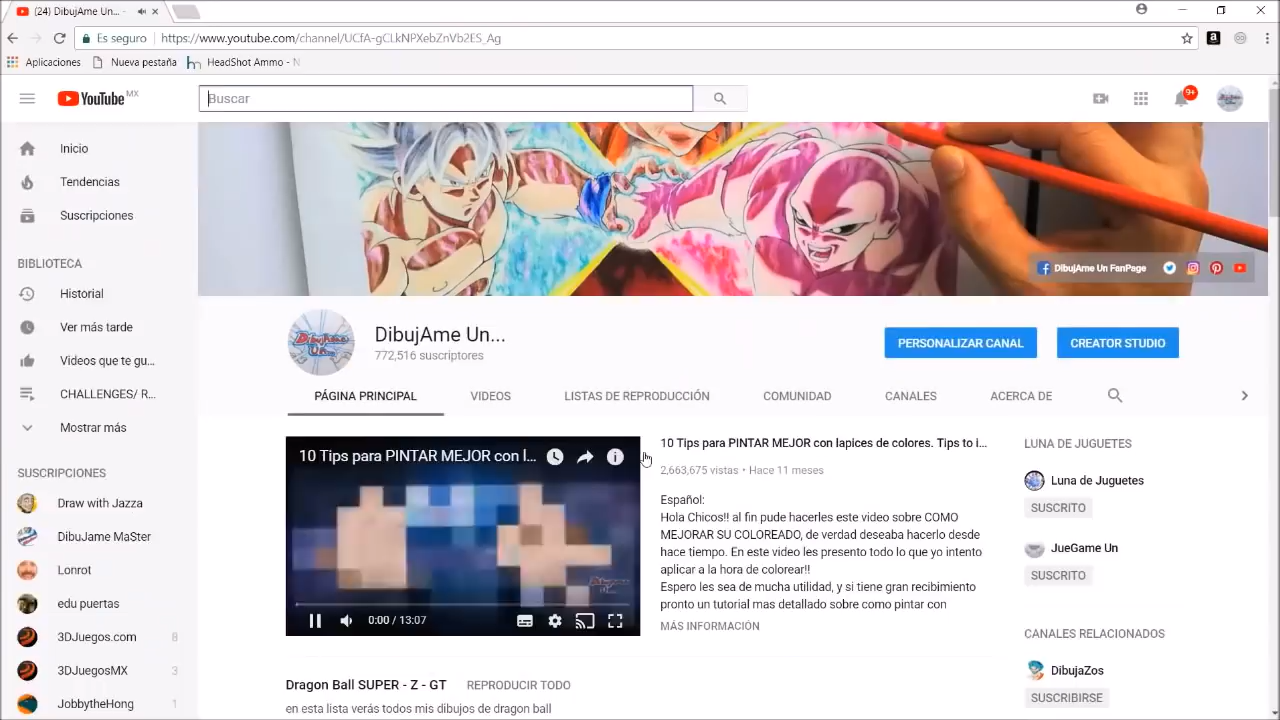 (24) DibujAme Un...
Es seguro
https://www.youtube.com/channel/UCfA-gCLkNPXebZnVb2ES_Ag
Aplicaciones
Nueva pestaña
HeadShot Ammo - N
YouTube MX
Buscar
9+
Inicio
Tendencias
Suscripciones
BIBLIOTECA
Historial
Ver más tarde
Videos que te gu...
CHALLENGES/ R...
Mostrar más
SUSCRIPCIONES
Draw with Jazza
DibuJame MaSter
Lonrot
edu puertas
3DJuegos.com 8
3DJuegosMX 3
JobbytheHong 1
DIbujAme Un FanPage
DibujAme Un...
772,516 suscriptores
PERSONALIZAR CANAL
CREATOR STUDIO
PÁGINA PRINCIPAL
VIDEOS
LISTAS DE REPRODUCCIÓN
COMUNIDAD
CANALES
ACERCA DE
10 Tips para PINTAR MEJOR con l...
0:00 / 13:07
10 Tips para PINTAR MEJOR con lapices de colores. Tips to i...
2,663,675 vistas • Hace 11 meses
Español:
Hola Chicos!! al fin pude hacerles este video sobre COMO
MEJORAR SU COLOREADO, de verdad deseaba hacerlo desde
hace tiempo. En este video les presento todo lo que yo intento
aplicar a la hora de colorear!!
Espero les sea de mucha utilidad, y si tiene gran recibimiento
pronto un tutorial mas detallado sobre como pintar con
MÁS INFORMACIÓN
LUNA DE JUGUETES
Luna de Juguetes
SUSCRITO
JueGame Un
SUSCRITO
CANALES RELACIONADOS
DibujaZos
SUSCRIBIRSE
Dragon Ball SUPER - Z - GT
REPRODUCIR TODO
en esta lista verás todos mis dibujos de dragon ball